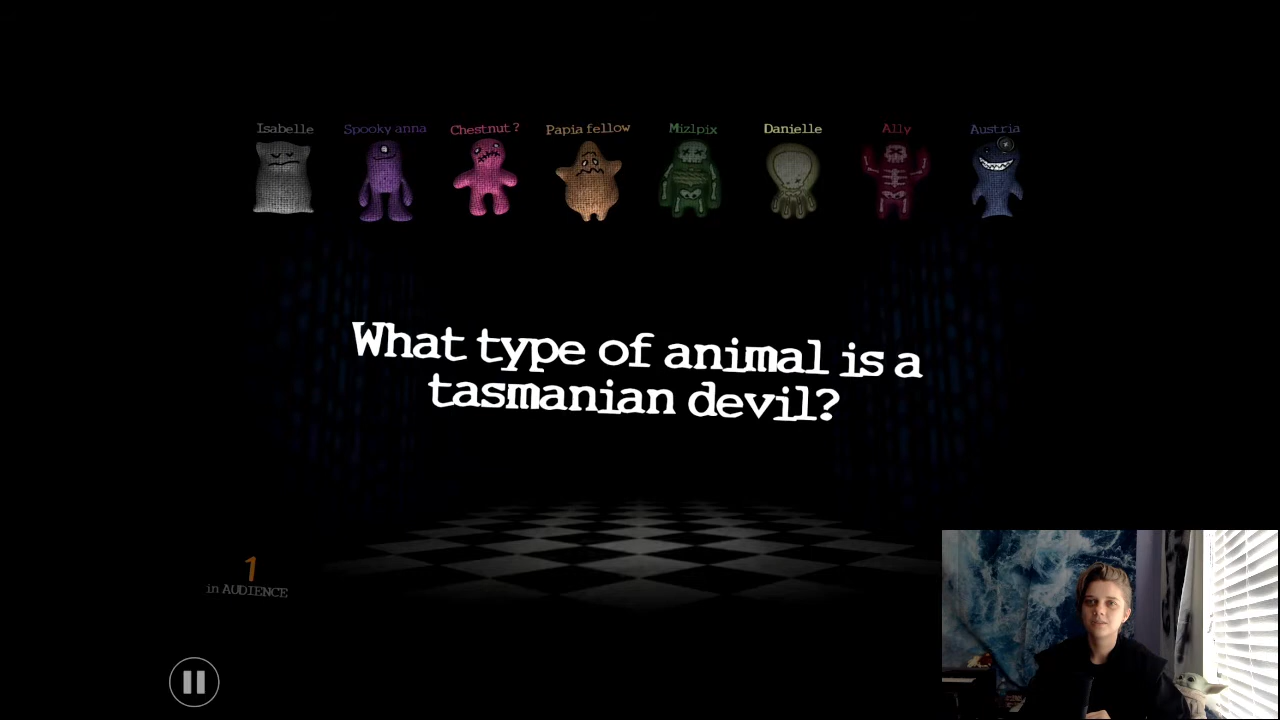 Isabelle Spooky anna Chestnut ? Papia fellow Mizlpix Danielle Ally Austria
What type of animal is a
tasmanian devil?
1
in AUDIENCE